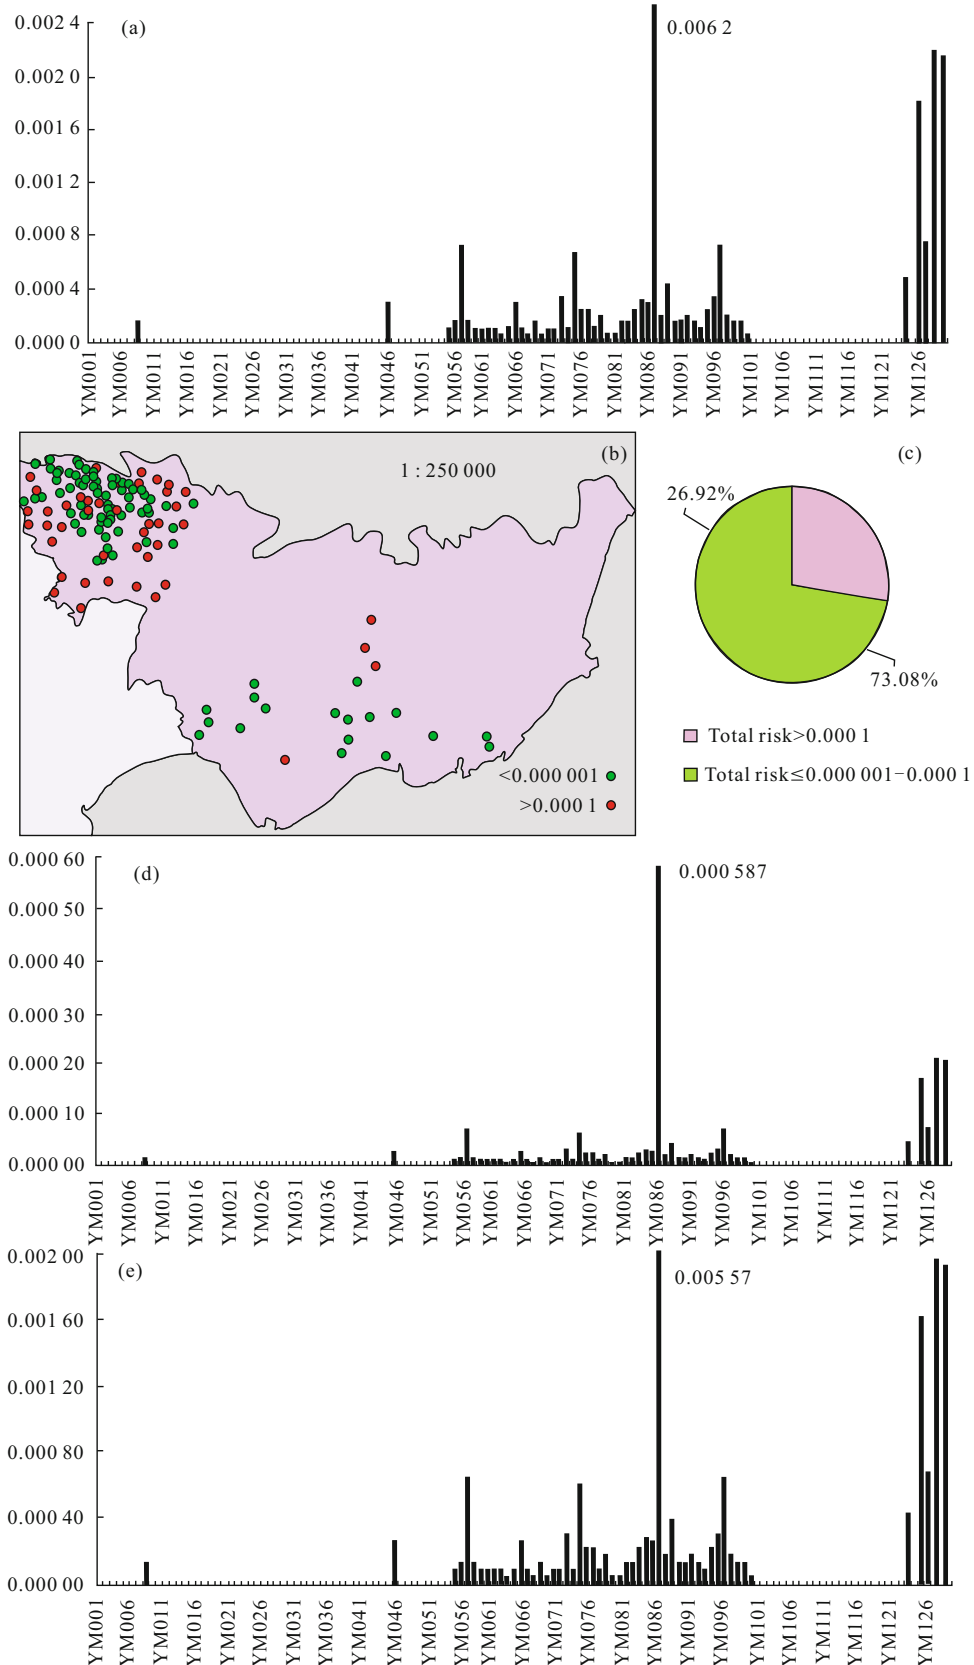 0.002 4
(a)
0.006 2
0.002 0
0.001 6
0.001 2
0.000 8
0.000 4
0.000 0
YM001
YM006
YM011
YM016
YM021
YM026
YM031
YM036
YM041
YM046
YM051
YM056
YM061
YM066
YM071
YM076
YM081
YM086
YM091
YM096
YM101
YM106
YM111
YM116
YM121
YM126
(b)
1 : 250 000
<0.000 001
>0.000 1
(c)
26.92%
73.08%
Total risk>0.000 1
Total risk≤0.000 001−0.000 1
0.000 60
(d)
0.000 587
0.000 50
0.000 40
0.000 30
0.000 20
0.000 10
0.000 00
YM001
YM006
YM011
YM016
YM021
YM026
YM031
YM036
YM041
YM046
YM051
YM056
YM061
YM066
YM071
YM076
YM081
YM086
YM091
YM096
YM101
YM106
YM111
YM116
YM121
YM126
0.002 00
(e)
0.005 57
0.001 60
0.001 20
0.000 80
0.000 40
0.000 00
YM001
YM006
YM011
YM016
YM021
YM026
YM031
YM036
YM041
YM046
YM051
YM056
YM061
YM066
YM071
YM076
YM081
YM086
YM091
YM096
YM101
YM106
YM111
YM116
YM121
YM126